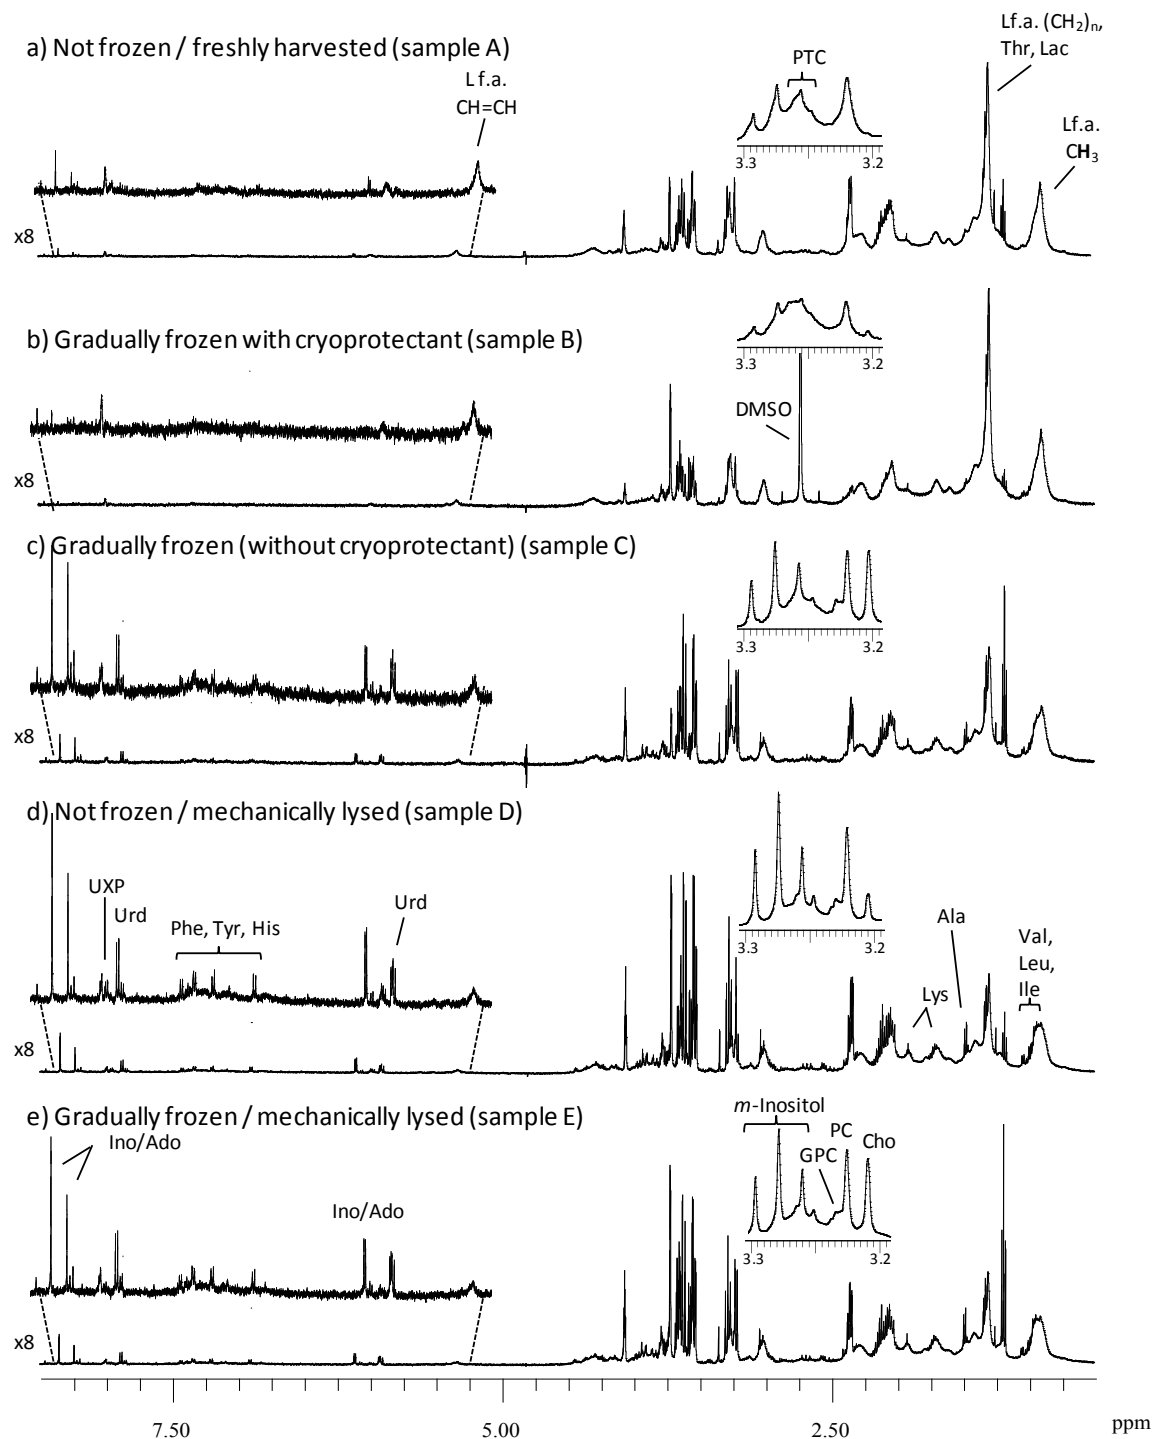 a) Not frozen / freshly harvested (sample A)
L f.a.
CH=CH
PTC
Lf.a. (CH2)n,
Thr, Lac
Lf.a.
CH3
3.3 3.2
x8
b) Gradually frozen with cryoprotectant (sample B)
3.3 3.2
DMSO
x8
c) Gradually frozen (without cryoprotectant) (sample C)
3.3 3.2
x8
d) Not frozen / mechanically lysed (sample D)
UXP
Urd
Phe, Tyr, His
Urd
3.3 3.2
Ala
Lys
Val,
Leu,
Ile
x8
e) Gradually frozen / mechanically lysed (sample E)
Ino/Ado
Ino/Ado
m-Inositol
GPC
PC
Cho
3.3 3.2
x8
7.50 5.00 2.50 ppm